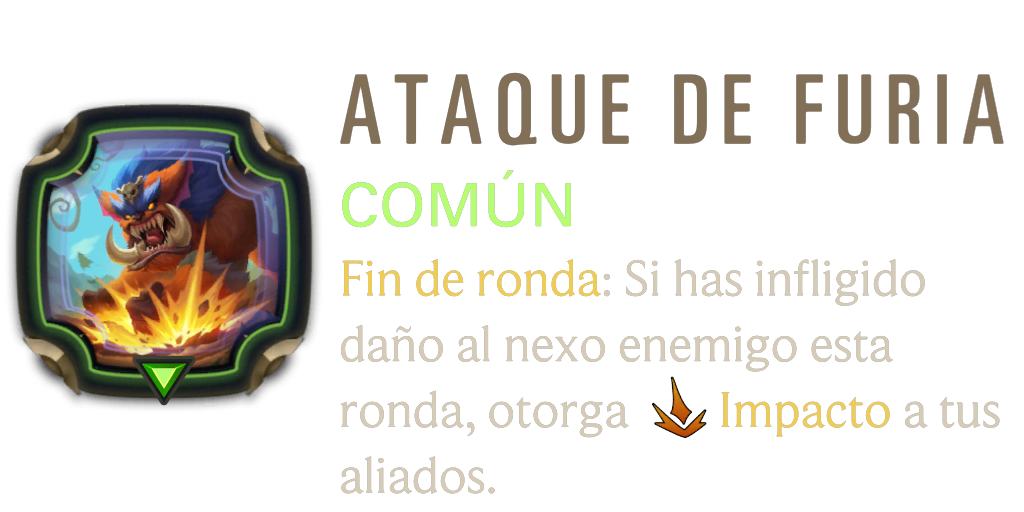 ATAQUE DE FURIA
COMÚN
Fin de ronda: Si has infligido
daño al nexo enemigo esta
ronda, otorga Impacto a tus
aliados.